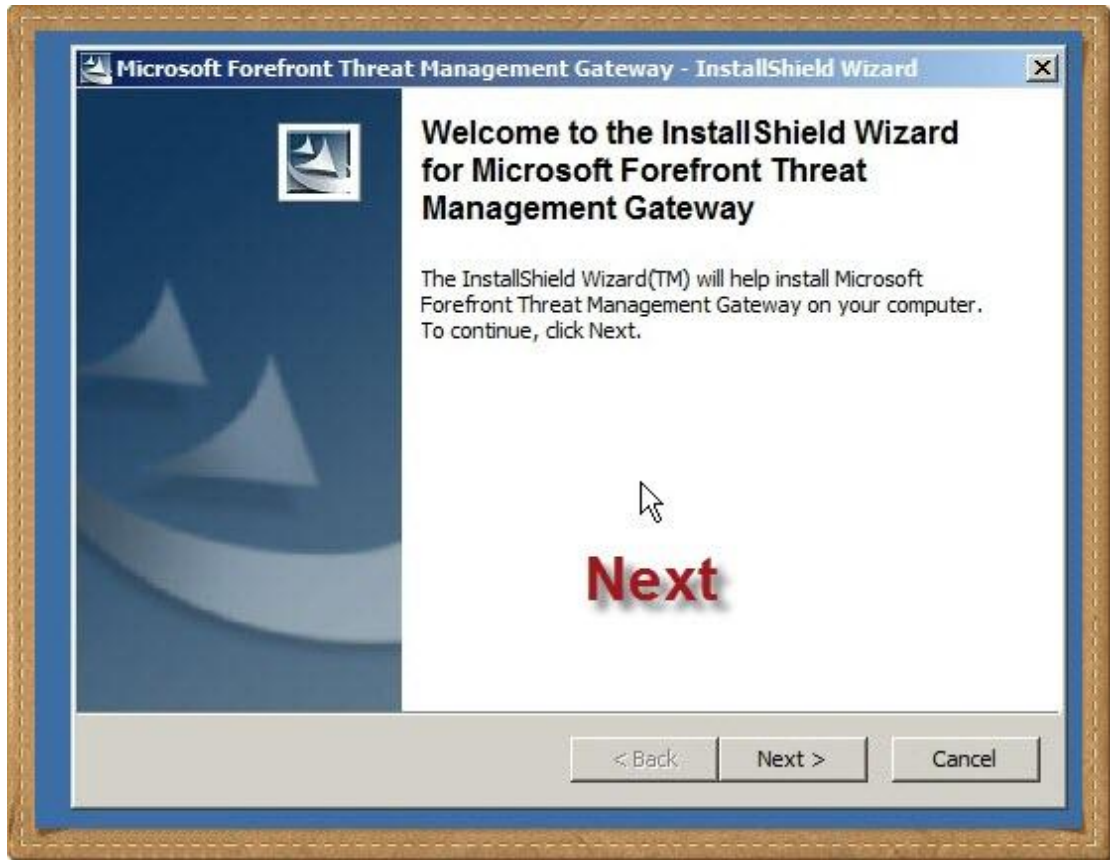 Microsoft Forefront Threat Management Gateway - InstallShield Wizard
Welcome to the InstallShield Wizard
for Microsoft Forefront Threat
Management Gateway
The InstallShield Wizard(TM) will help install Microsoft
Forefront Threat Management Gateway on your computer.
To continue, click Next.
Next
< Back
Next >
Cancel